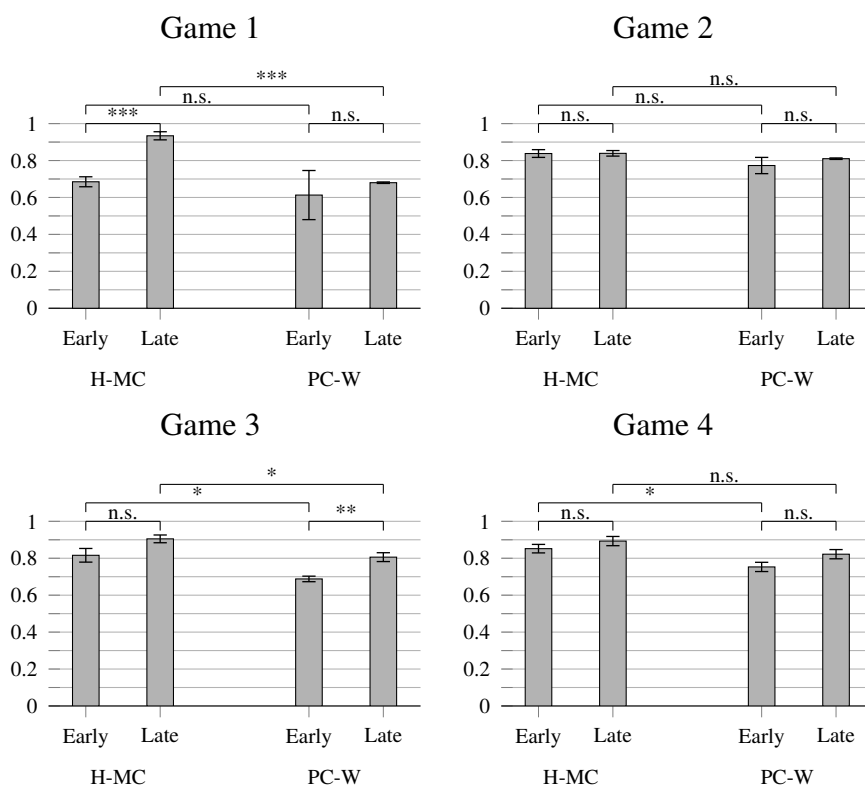 Game 1
Game 2
***
n.s.
n.s.
n.s.
***
n.s.
n.s.
n.s.
1
0.8
0.6
0.4
0.2
0
1
0.8
0.6
0.4
0.2
0
Early Late Early Late
Early Late Early Late
H-MC PC-W
H-MC PC-W
Game 3
Game 4
*
n.s.
*
*
n.s.
**
n.s.
n.s.
1
0.8
0.6
0.4
0.2
0
1
0.8
0.6
0.4
0.2
0
Early Late Early Late
Early Late Early Late
H-MC PC-W
H-MC PC-W